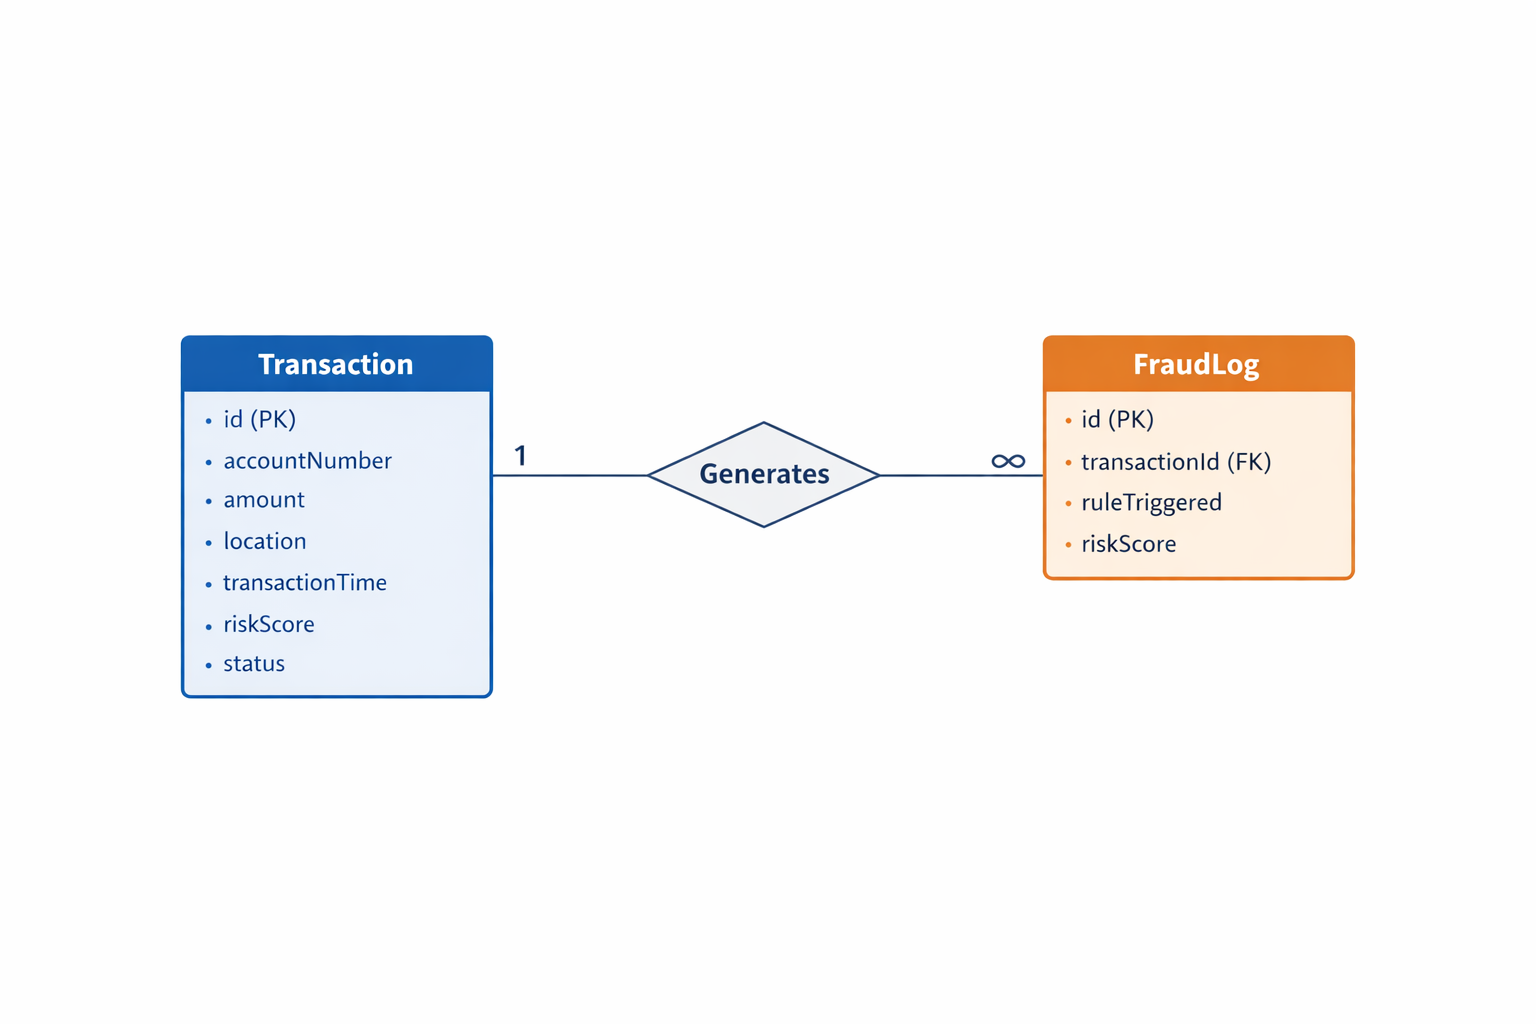 Transaction
• id (PK)
• accountNumber
• amount
• location
• transactionTime
• riskScore
• status
1
Generates
∞
FraudLog
• id (PK)
• transactionId (FK)
• ruleTriggered
• riskScore